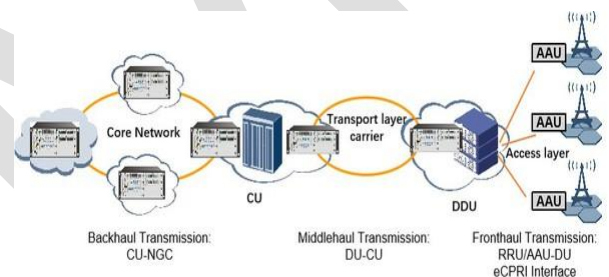 AAU
Core Network
Transport layer
carrier
AAU
Access layer
CU
DDU
AAU
Backhaul Transmission:
CU-NGC
Middlehaul Transmission:
DU-CU
Fronthaul Transmission:
RRU/AAU-DU
eCPRI Interface